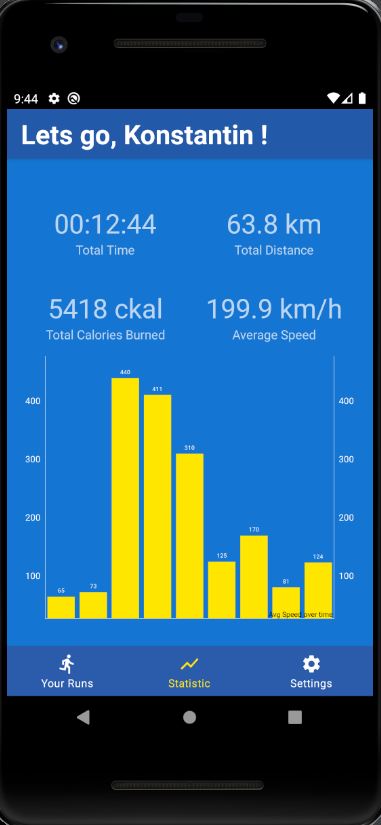 9:44
Lets go, Konstantin !
00:12:44 63.8 km
Total Time Total Distance
5418 ckal 199.9 km/h
Total Calories Burned Average Speed
440
411
400 400
310
300 300
200 200
170
125 124
100 100
81
73
65
Avg Speed over time
Your Runs Statistic Settings